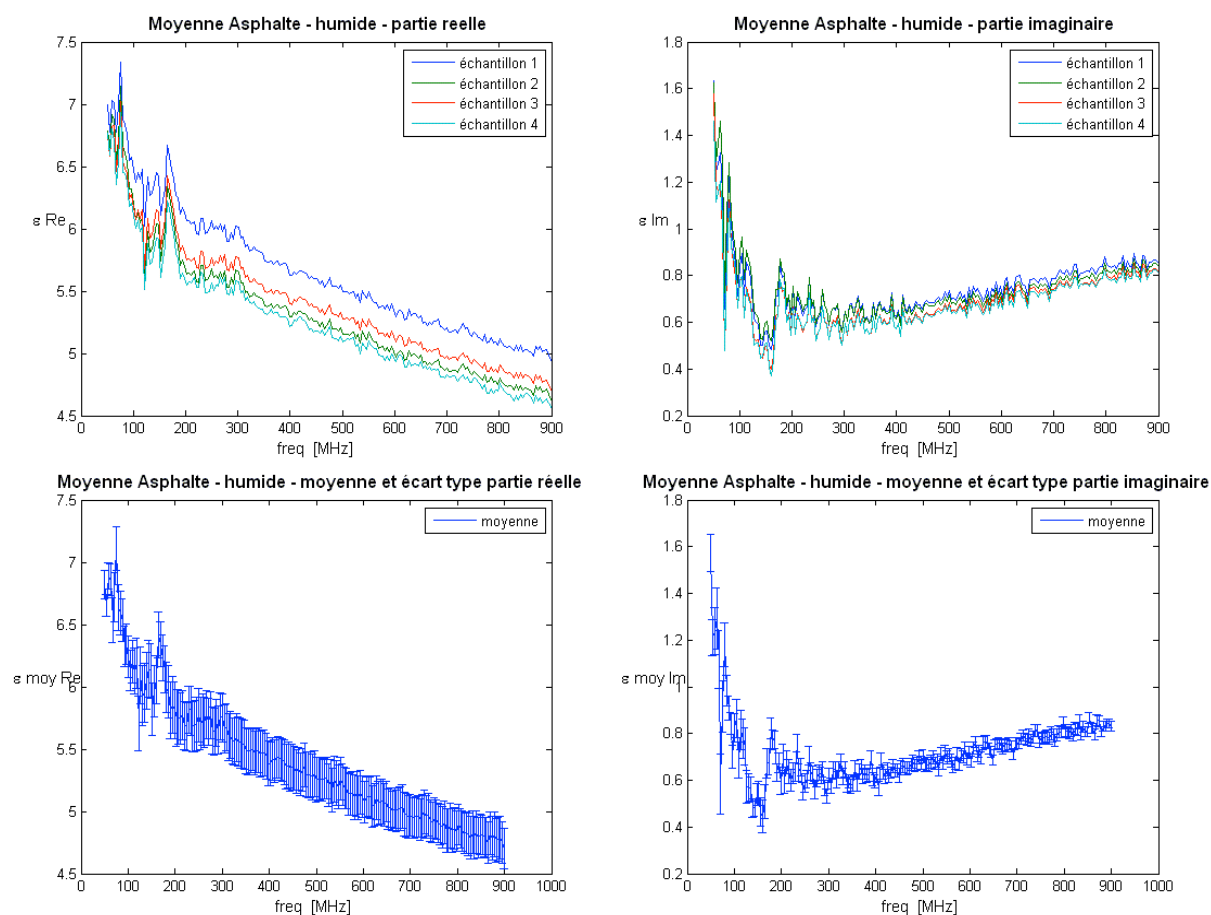 Moyenne Asphalte - humide - partie reelle
7.5
7
6.5
6
5.5
5
4.5
ε Re
échantillon 1
échantillon 2
échantillon 3
échantillon 4
0 100 200 300 400 500 600 700 800 900
freq [MHz]
Moyenne Asphalte - humide - partie imaginaire
1.8
1.6
1.4
1.2
1
0.8
0.6
0.4
0.2
ε Im
échantillon 1
échantillon 2
échantillon 3
échantillon 4
0 100 200 300 400 500 600 700 800 900
freq [MHz]
Moyenne Asphalte - humide - moyenne et écart type partie réelle
7.5
7
6.5
6
5.5
5
4.5
ε moy Re
moyenne
0 100 200 300 400 500 600 700 800 900 1000
freq [MHz]
Moyenne Asphalte - humide - moyenne et écart type partie imaginaire
1.8
1.6
1.4
1.2
1
0.8
0.6
0.4
0.2
ε moy Im
moyenne
0 100 200 300 400 500 600 700 800 900 1000
freq [MHz]